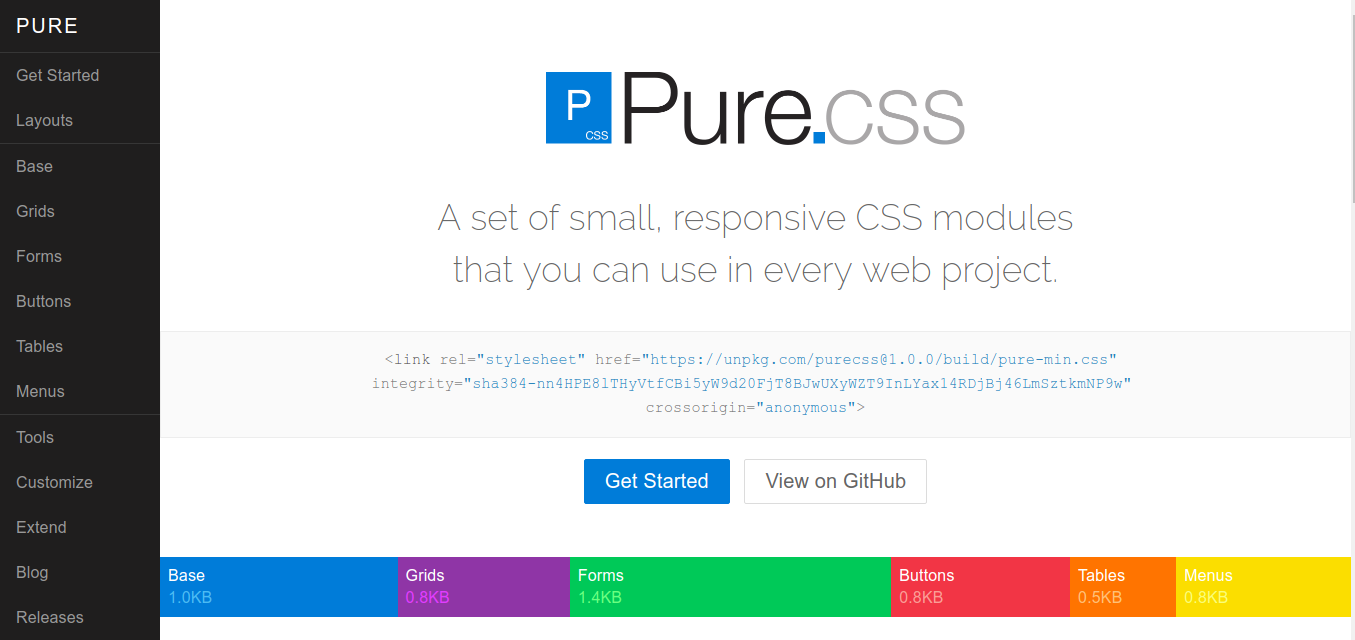 PURE
Get Started
Layouts
Base
Grids
Forms
Buttons
Tables
Menus
Tools
Customize
Extend
Blog
Releases
P
CSS
Pure.css
A set of small, responsive CSS modules
that you can use in every web project.
<link rel="stylesheet" href="https://unpkg.com/purecss@1.0.0/build/pure-min.css"
integrity="sha384-nn4HPE8lTHyVtfCBi5yW9d20FjT8BJwUXyWZT9InLYax14RDjBj46LmSztkmNP9w"
crossorigin="anonymous">
Get Started
View on GitHub
Base
1.0KB
Grids
0.8KB
Forms
1.4KB
Buttons
0.8KB
Tables
0.5KB
Menus
0.8KB